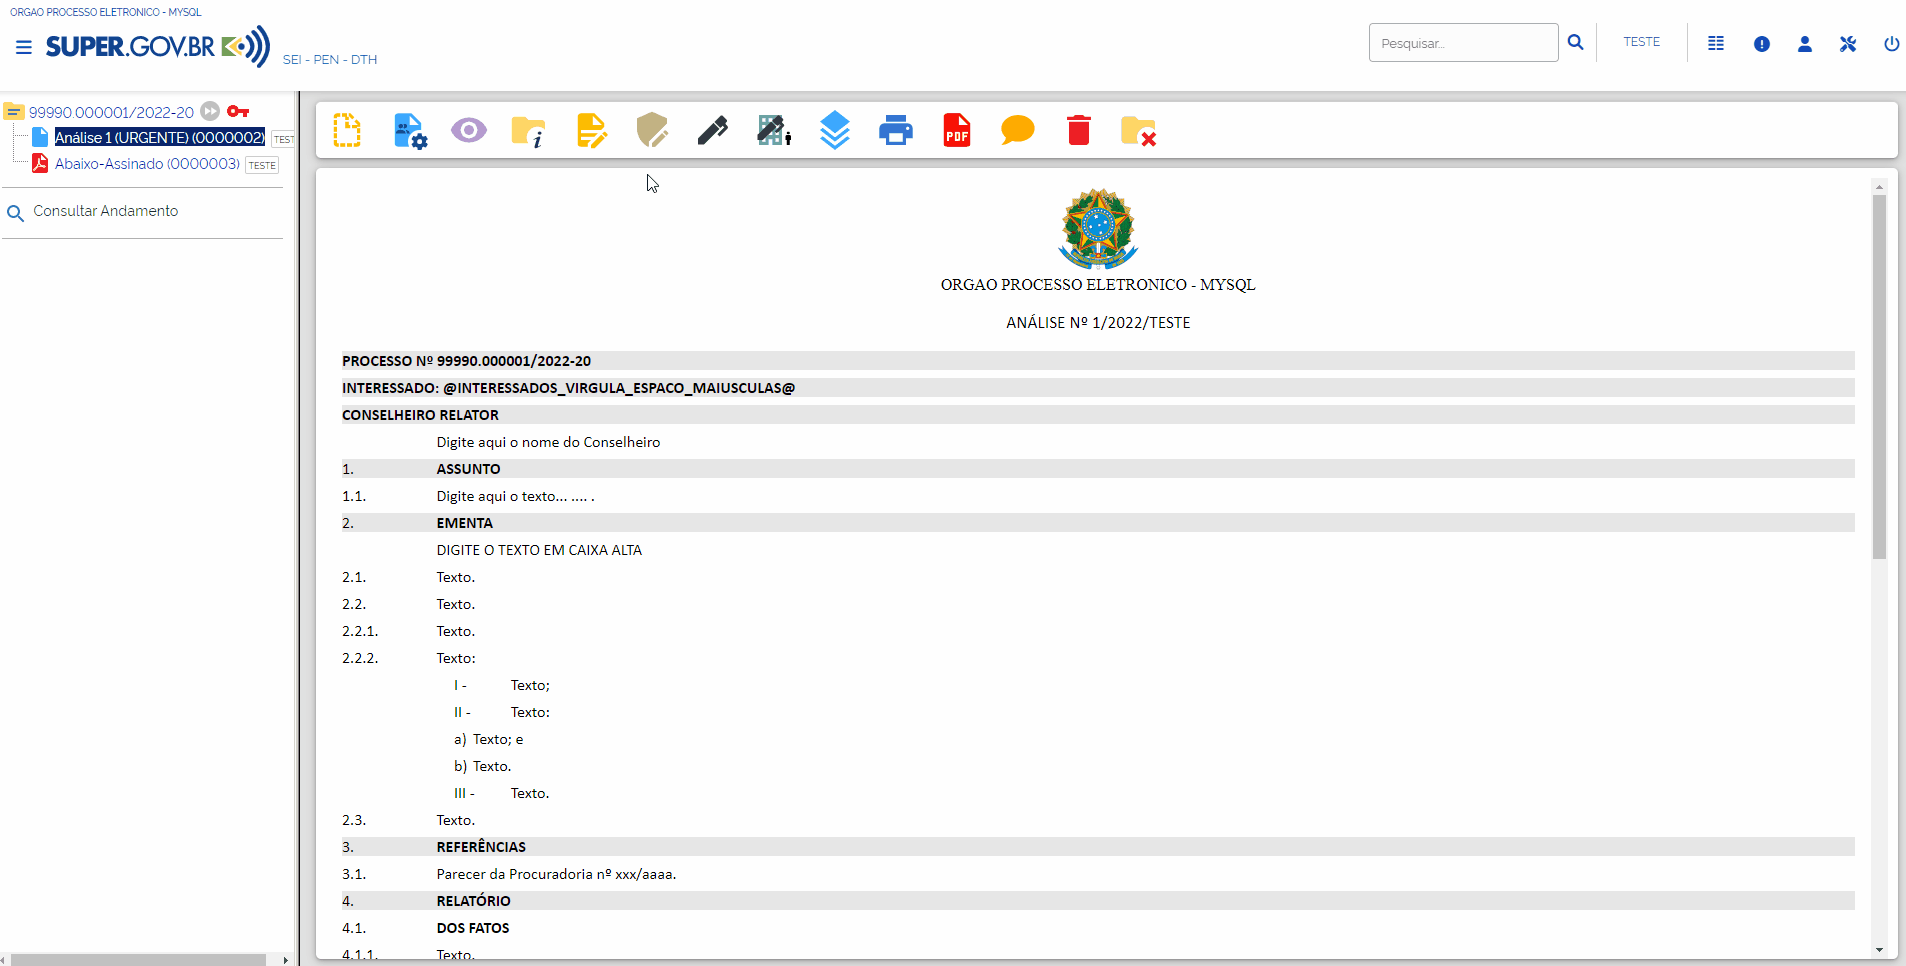 ORGAO PROCESSO ELETRONICO - MYSQL
SUPER.GOV.BR
SEI - PEN - DTH
Pesquisar...
TESTE
99990.000001/2022-20
Análise 1 (URGENTE) (0000002)
TEST
Abaixo-Assinado (0000003)
TESTE
Consultar Andamento
i
PDF
ORGAO PROCESSO ELETRONICO - MYSQL
ANÁLISE Nº 1/2022/TESTE
PROCESSO Nº 99990.000001/2022-20
INTERESSADO: @INTERESSADOS_VIRGULA_ESPACO_MAIUSCULAS@
CONSELHEIRO RELATOR
Digite aqui o nome do Conselheiro
1. ASSUNTO
1.1. Digite aqui o texto... .... .
2. EMENTA
DIGITE O TEXTO EM CAIXA ALTA
2.1. Texto.
2.2. Texto.
2.2.1. Texto.
2.2.2. Texto:
I - Texto;
II - Texto:
a) Texto; e
b) Texto.
III - Texto.
2.3. Texto.
3. REFERÊNCIAS
3.1. Parecer da Procuradoria nº xxx/aaaa.
4. RELATÓRIO
4.1. DOS FATOS
4.1.1. Texto.